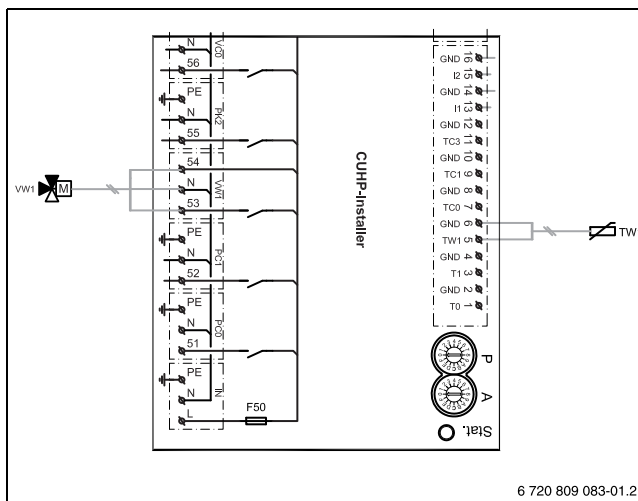 N
VC0
56
PE
N
PK2
55
54
N
VW1
53
PE
N
PC1
52
PE
N
PC0
51
PE
N
IN
L
F50
VW1
M
CUHP-Installer
GND 16
I2 15
GND 14
I1 13
GND 12
TC3 11
GND 10
TC1 9
GND 8
TC0 7
GND 6
TW1 5
GND 4
T1 3
GND 2
T0 1
TW
P
A
Stat.
6 720 809 083-01.2